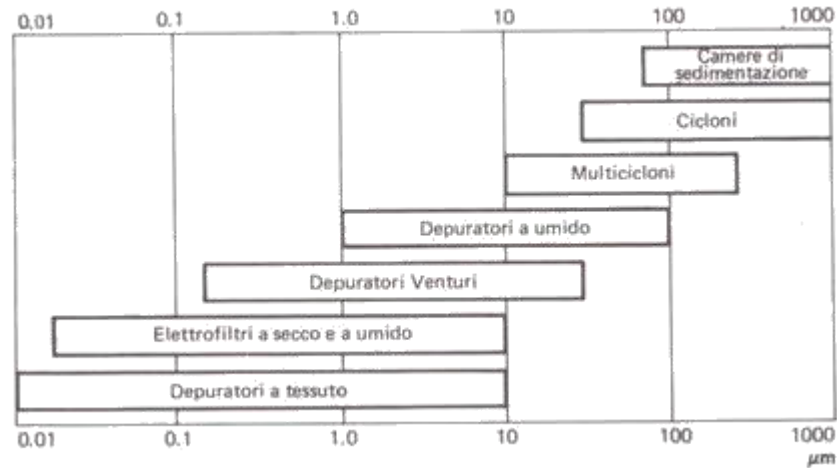 0,01 0.1 1.0 10 100 1000
Camere di
sedimentazione
Cicloni
Multicicloni
Depuratori a umido
Depuratori Venturi
Elettrofiltri a secco e a umido
Depuratori a tessuto
0.01 0.1 1.0 10 100 1000
μm